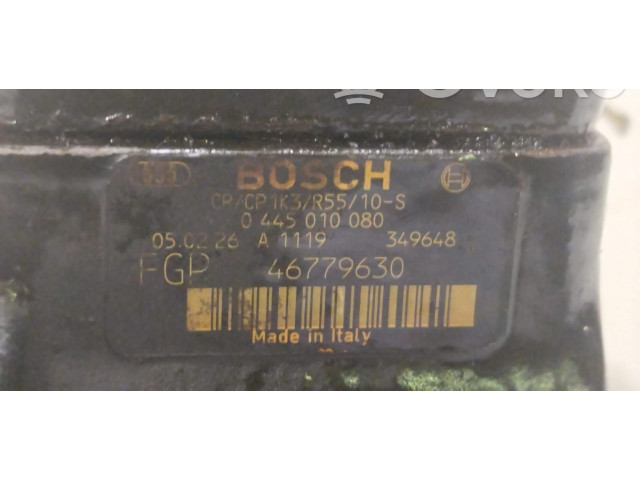 BOSCH
CR/CP1K3/R55/10-S
0 445 010 080
05.02.26 A 1119 349648
FGP 46779630
Made in Italy